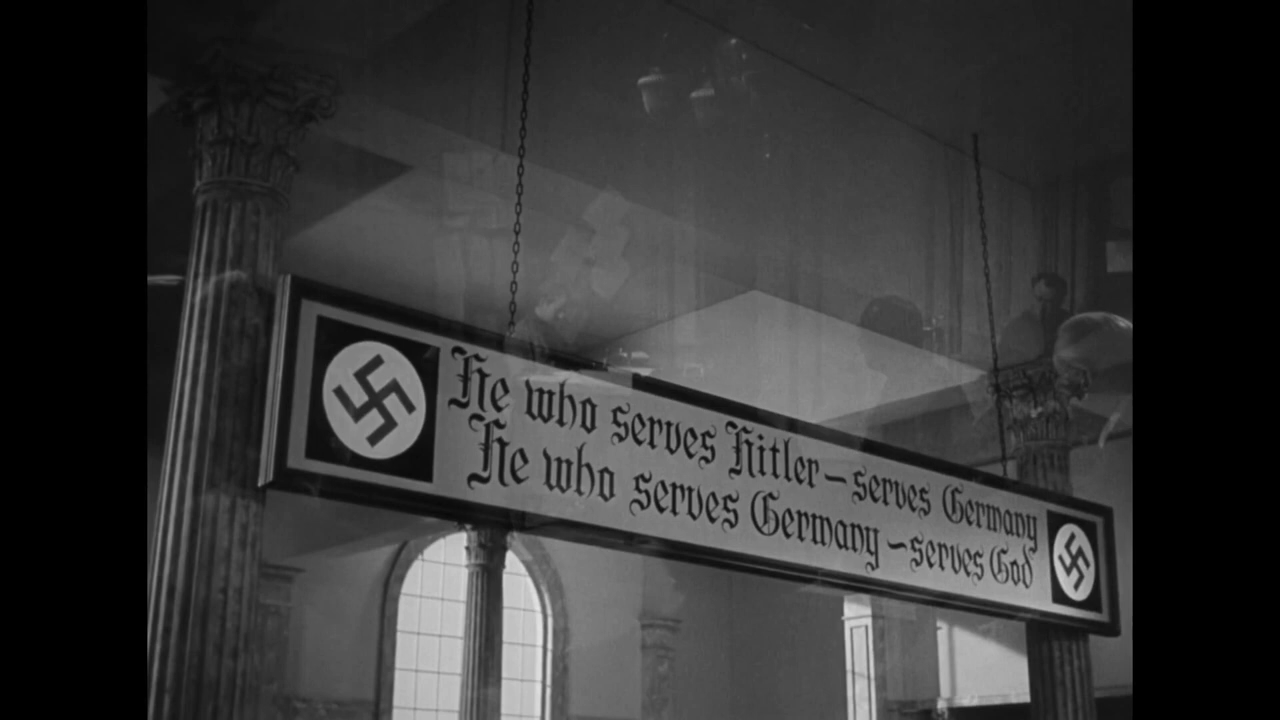 He who serves Hitler — serves Germany
He who serves Germany — serves God